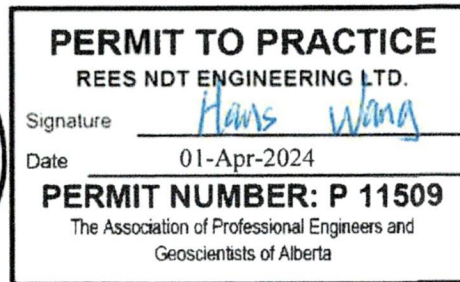 PERMIT TO PRACTICE
REES NDT ENGINEERING LTD.
Signature Hans Wang
Date 01-Apr-2024
PERMIT NUMBER: P 11509
The Association of Professional Engineers and
Geoscientists of Alberta